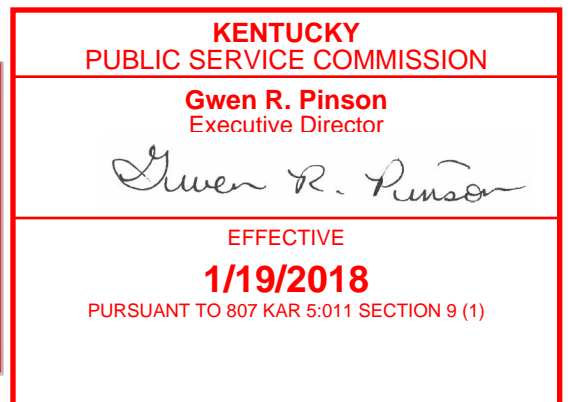 KENTUCKY
PUBLIC SERVICE COMMISSION
Gwen R. Pinson
Executive Director
Gwen R. Pinson
EFFECTIVE
1/19/2018
PURSUANT TO 807 KAR 5:011 SECTION 9 (1)